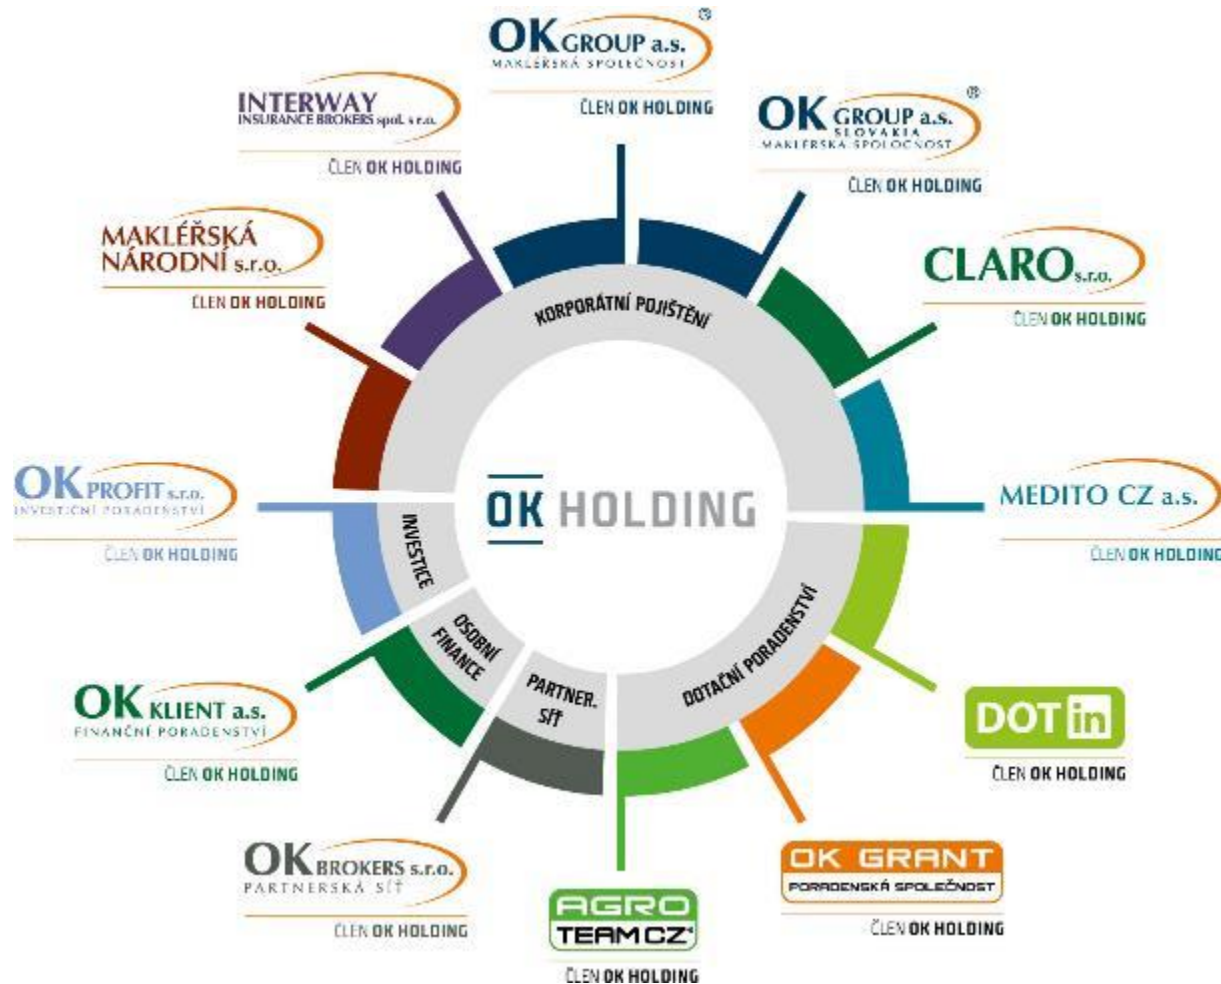 OK GROUP a.s. ®
MAKLÉŘSKÁ SPOLEČNOST
ČLEN OK HOLDING
OK GROUP a.s. ®
SLOVAKIA
MAKLÉRSKA SPOLOČNOSŤ
ČLEN OK HOLDING
INTERWAY
INSURANCE BROKERS spol. s r.o.
ČLEN OK HOLDING
MAKLÉŘSKÁ
NÁRODNÍ s.r.o.
ČLEN OK HOLDING
CLARO s.r.o.
ČLEN OK HOLDING
KORPORÁTNÍ POJIŠTĚNÍ
OK PROFIT s.r.o.
INVESTIČNÍ PORADENSTVÍ
ČLEN OK HOLDING
OK HOLDING
MEDITO CZ a.s.
ČLEN OK HOLDING
INVESTICE
OSOBNÍ
FINANCE
PARTNER.
SÍŤ
DOTAČNÍ PORADENSTVÍ
OK KLIENT a.s.
FINANČNÍ PORADENSTVÍ
ČLEN OK HOLDING
DOT in
ČLEN OK HOLDING
OK BROKERS s.r.o.
PARTNERSKÁ SÍŤ
ČLEN OK HOLDING
AGRO
TEAM CZ
ČLEN OK HOLDING
OK GRANT
PORADENSKÁ SPOLEČNOST
ČLEN OK HOLDING